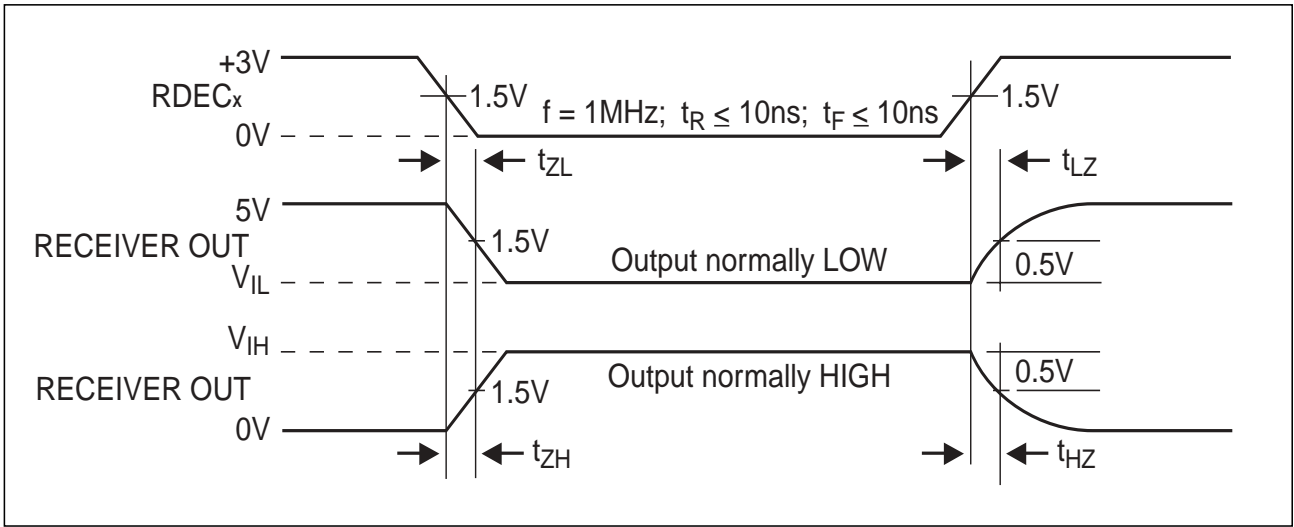 +3V
RDECx
1.5V
f = 1MHz; tR ≤ 10ns; tF ≤ 10ns
1.5V
0V
tZL
tLZ
5V
RECEIVER OUT
1.5V
Output normally LOW
0.5V
VIL
VIH
RECEIVER OUT
1.5V
Output normally HIGH
0.5V
0V
tZH
tHZ